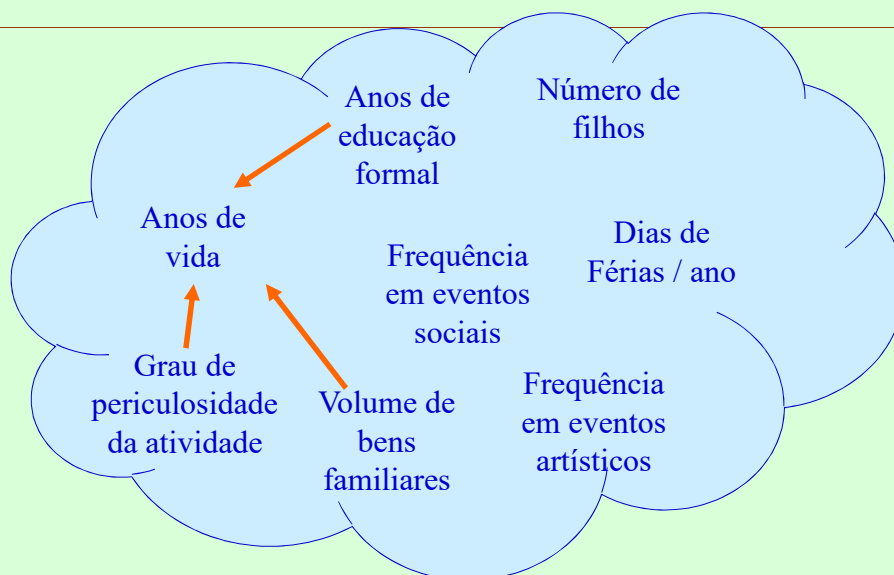 Anos de
educação
formal
Número de
filhos
Anos de
vida
Frequência
em eventos
sociais
Dias de
Férias / ano
Grau de
periculosidade
da atividade
Volume de
bens
familiares
Frequência
em eventos
artísticos